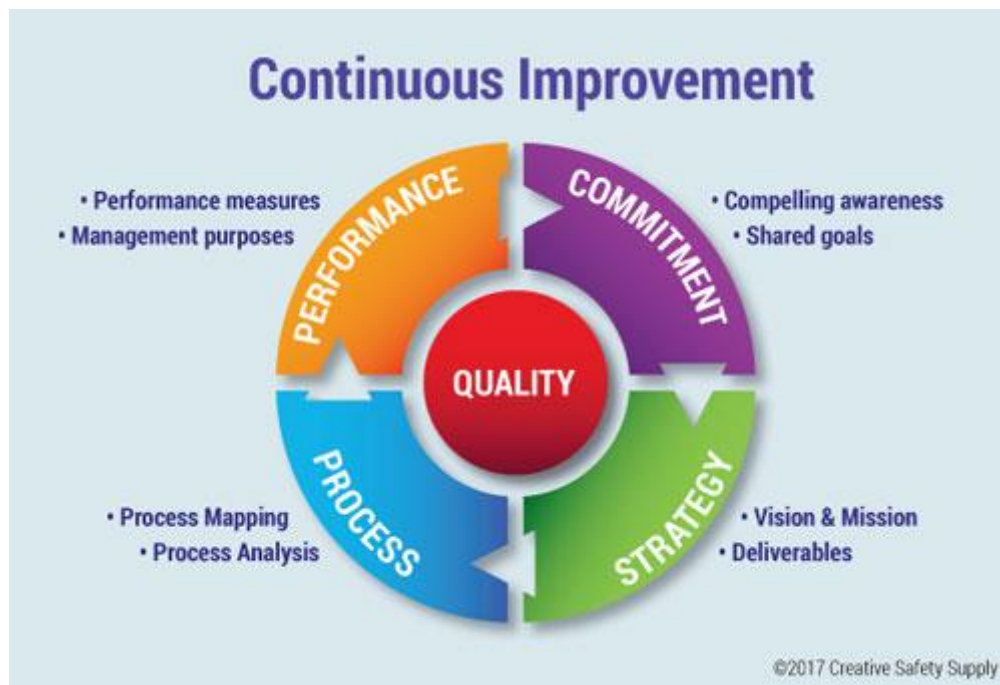 Continuous Improvement
PERFORMANCE
• Performance measures
• Management purposes
COMMITMENT
• Compelling awareness
• Shared goals
QUALITY
PROCESS
• Process Mapping
• Process Analysis
STRATEGY
• Vision & Mission
• Deliverables
©2017 Creative Safety Supply